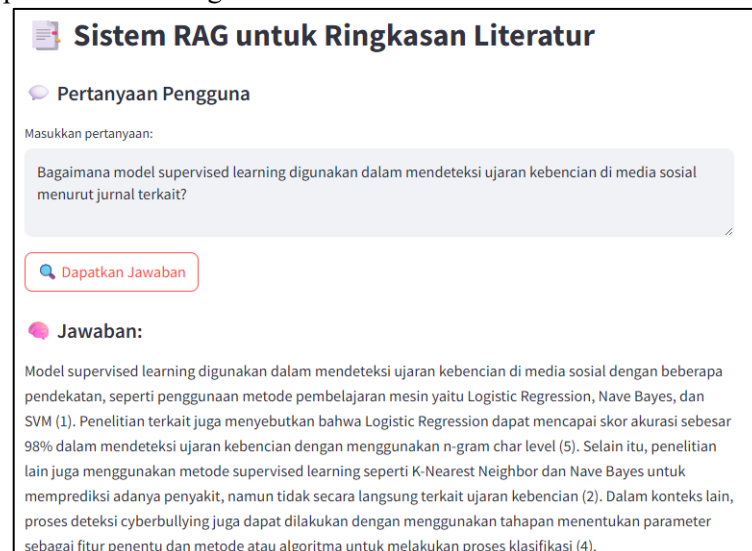 Sistem RAG untuk Ringkasan Literatur
Pertanyaan Pengguna
Masukkan pertanyaan:
Bagaimana model supervised learning digunakan dalam mendeteksi ujaran kebencian di media sosial
menurut jurnal terkait?
Dapatkan Jawaban
Jawaban:
Model supervised learning digunakan dalam mendeteksi ujaran kebencian di media sosial dengan beberapa
pendekatan, seperti penggunaan metode pembelajaran mesin yaitu Logistic Regression, Nave Bayes, dan
SVM (1). Penelitian terkait juga menyebutkan bahwa Logistic Regression dapat mencapai skor akurasi sebesar
98% dalam mendeteksi ujaran kebencian dengan menggunakan n-gram char level (5). Selain itu, penelitian
lain juga menggunakan metode supervised learning seperti K-Nearest Neighbor dan Nave Bayes untuk
memprediksi adanya penyakit, namun tidak secara langsung terkait ujaran kebencian (2). Dalam konteks lain,
proses deteksi cyberbullying juga dapat dilakukan dengan menggunakan tahapan menentukan parameter
sebagai fitur penentu dan metode atau algoritma untuk melakukan proses klasifikasi (4).